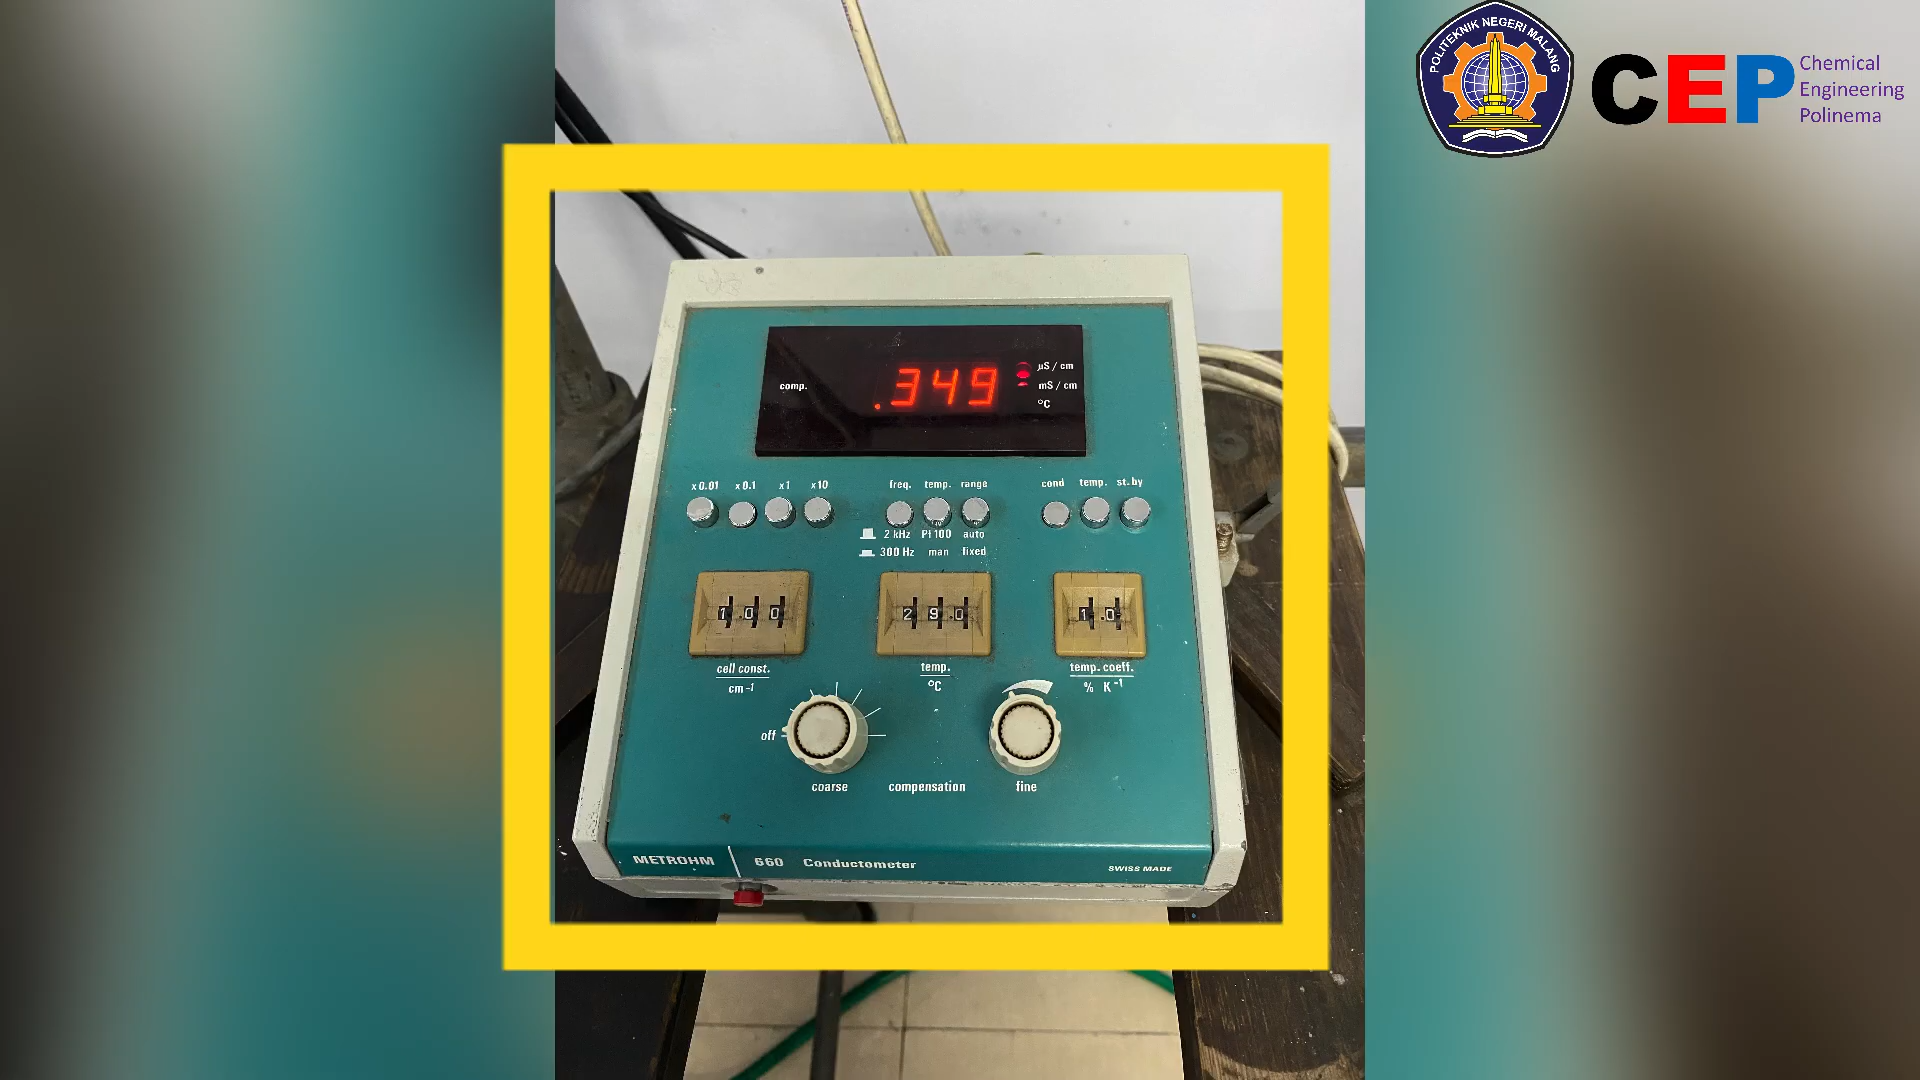 POLITEKNIK NEGERI MALANG
CEP
Chemical
Engineering
Polinema
comp.
.349
µS / cm
mS / cm
°C
x 0.01 x 0.1 x 1 x 10
freq. temp. range
cond temp. st.by
2 kHz Pt 100 auto
300 Hz man fixed
1.00
29.0
1.0
cell const.
cm⁻¹
temp.
°C
temp. coeff.
% K⁻¹
off
coarse compensation fine
METROHM 660 Conductometer
SWISS MADE